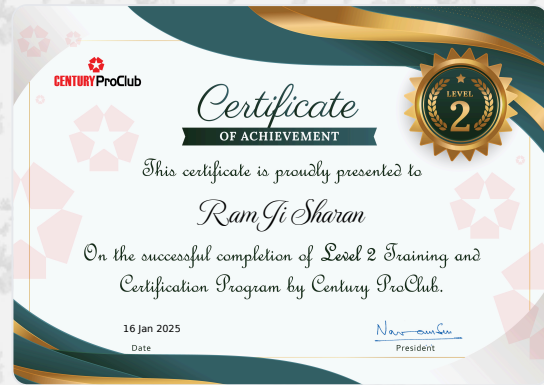 CENTURY ProClub
LEVEL
2
Certificate
OF ACHIEVEMENT
This certificate is proudly presented to
Ram Ji Sharan
On the successful completion of Level 2 Training and
Certification Program by Century ProClub.
16 Jan 2025
Date
President